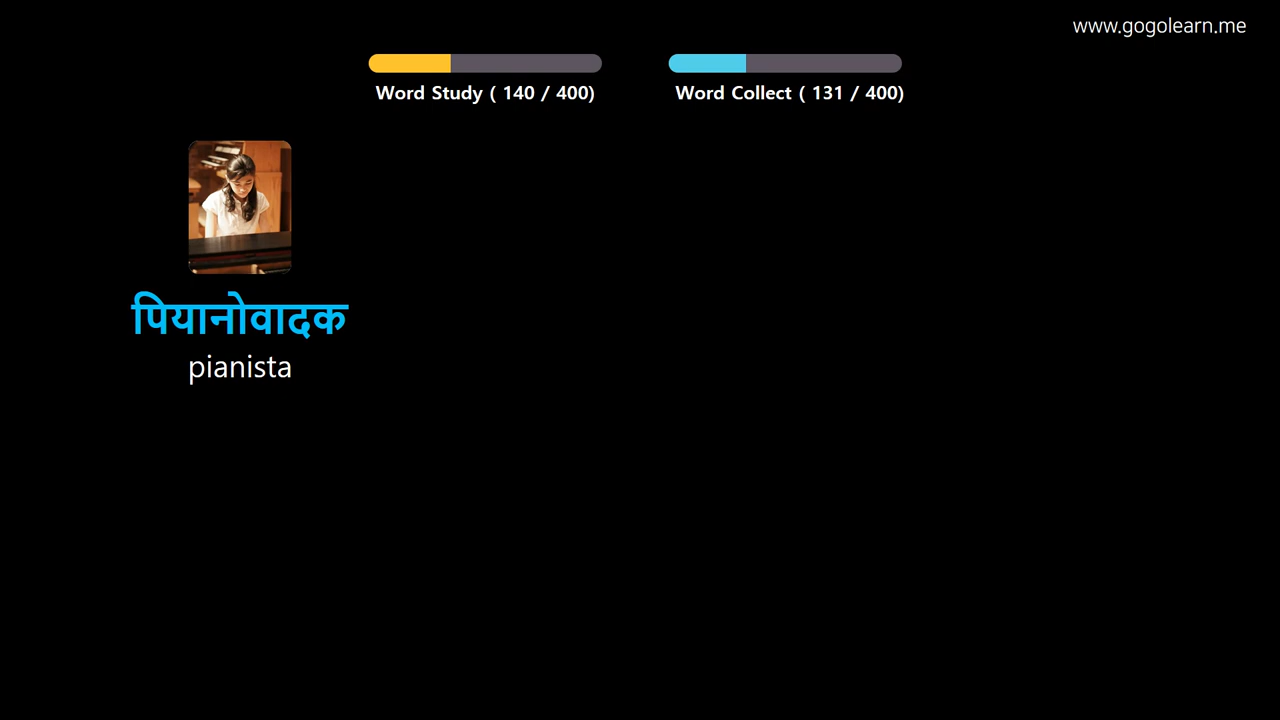 www.gogolearn.me
Word Study ( 140 / 400)
Word Collect ( 131 / 400)
पियानोवादक
pianista